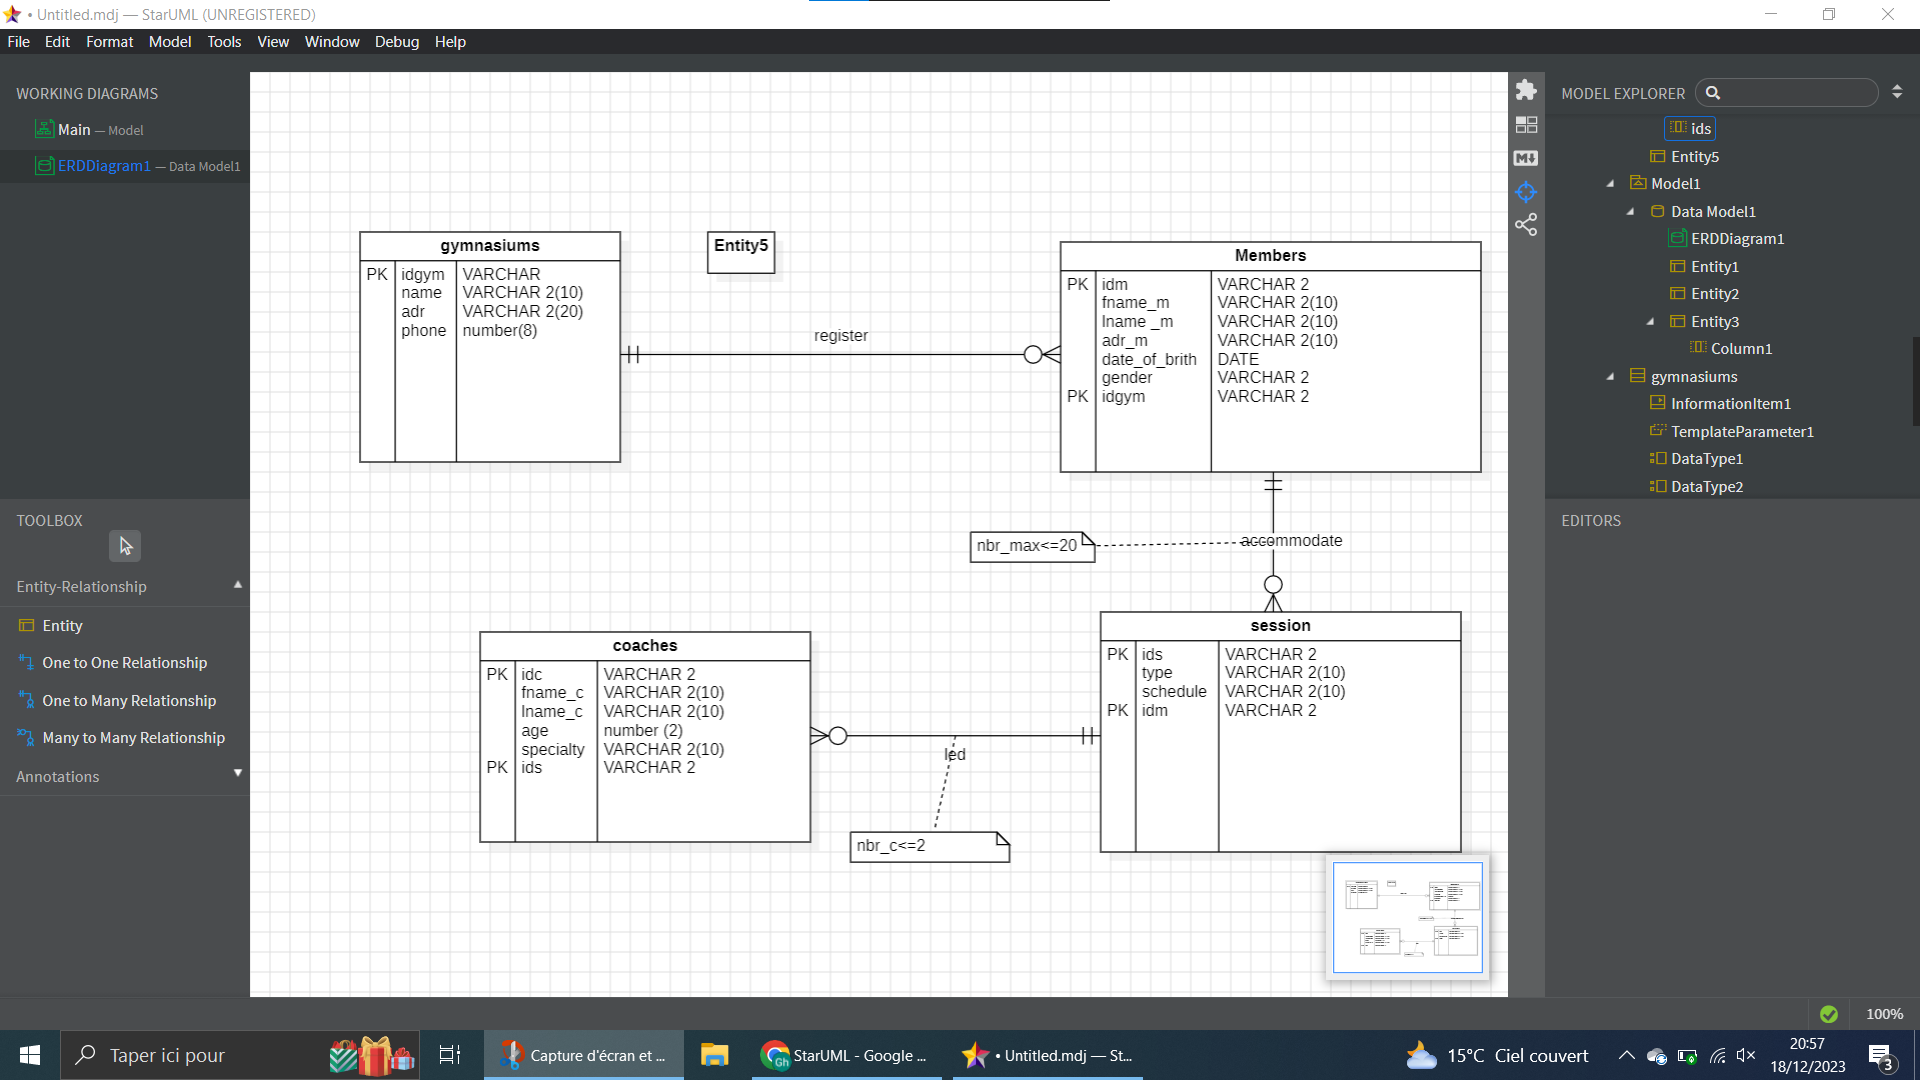 • Untitled.mdj — StarUML (UNREGISTERED)
File Edit Format Model Tools View Window Debug Help
WORKING DIAGRAMS
Main — Model
ERDDiagram1 — Data Model1
TOOLBOX
Entity-Relationship
Entity
One to One Relationship
One to Many Relationship
Many to Many Relationship
Annotations
gymnasiums
PK idgym VARCHAR
name VARCHAR 2(10)
adr VARCHAR 2(20)
phone number(8)
Entity5
register
Members
PK idm VARCHAR 2
fname_m VARCHAR 2(10)
lname _m VARCHAR 2(10)
adr_m VARCHAR 2(10)
date_of_brith DATE
gender VARCHAR 2
PK idgym VARCHAR 2
nbr_max<=20
accommodate
coaches
PK idc VARCHAR 2
fname_c VARCHAR 2(10)
lname_c VARCHAR 2(10)
age number (2)
specialty VARCHAR 2(10)
PK ids VARCHAR 2
led
nbr_c<=2
session
PK ids VARCHAR 2
type VARCHAR 2(10)
schedule VARCHAR 2(10)
PK idm VARCHAR 2
MODEL EXPLORER
ids
Entity5
Model1
Data Model1
ERDDiagram1
Entity1
Entity2
Entity3
Column1
gymnasiums
InformationItem1
TemplateParameter1
DataType1
DataType2
EDITORS
100%
Taper ici pour
Capture d'écran et ...
StarUML - Google ...
• Untitled.mdj — St...
15°C Ciel couvert
20:57
18/12/2023
3